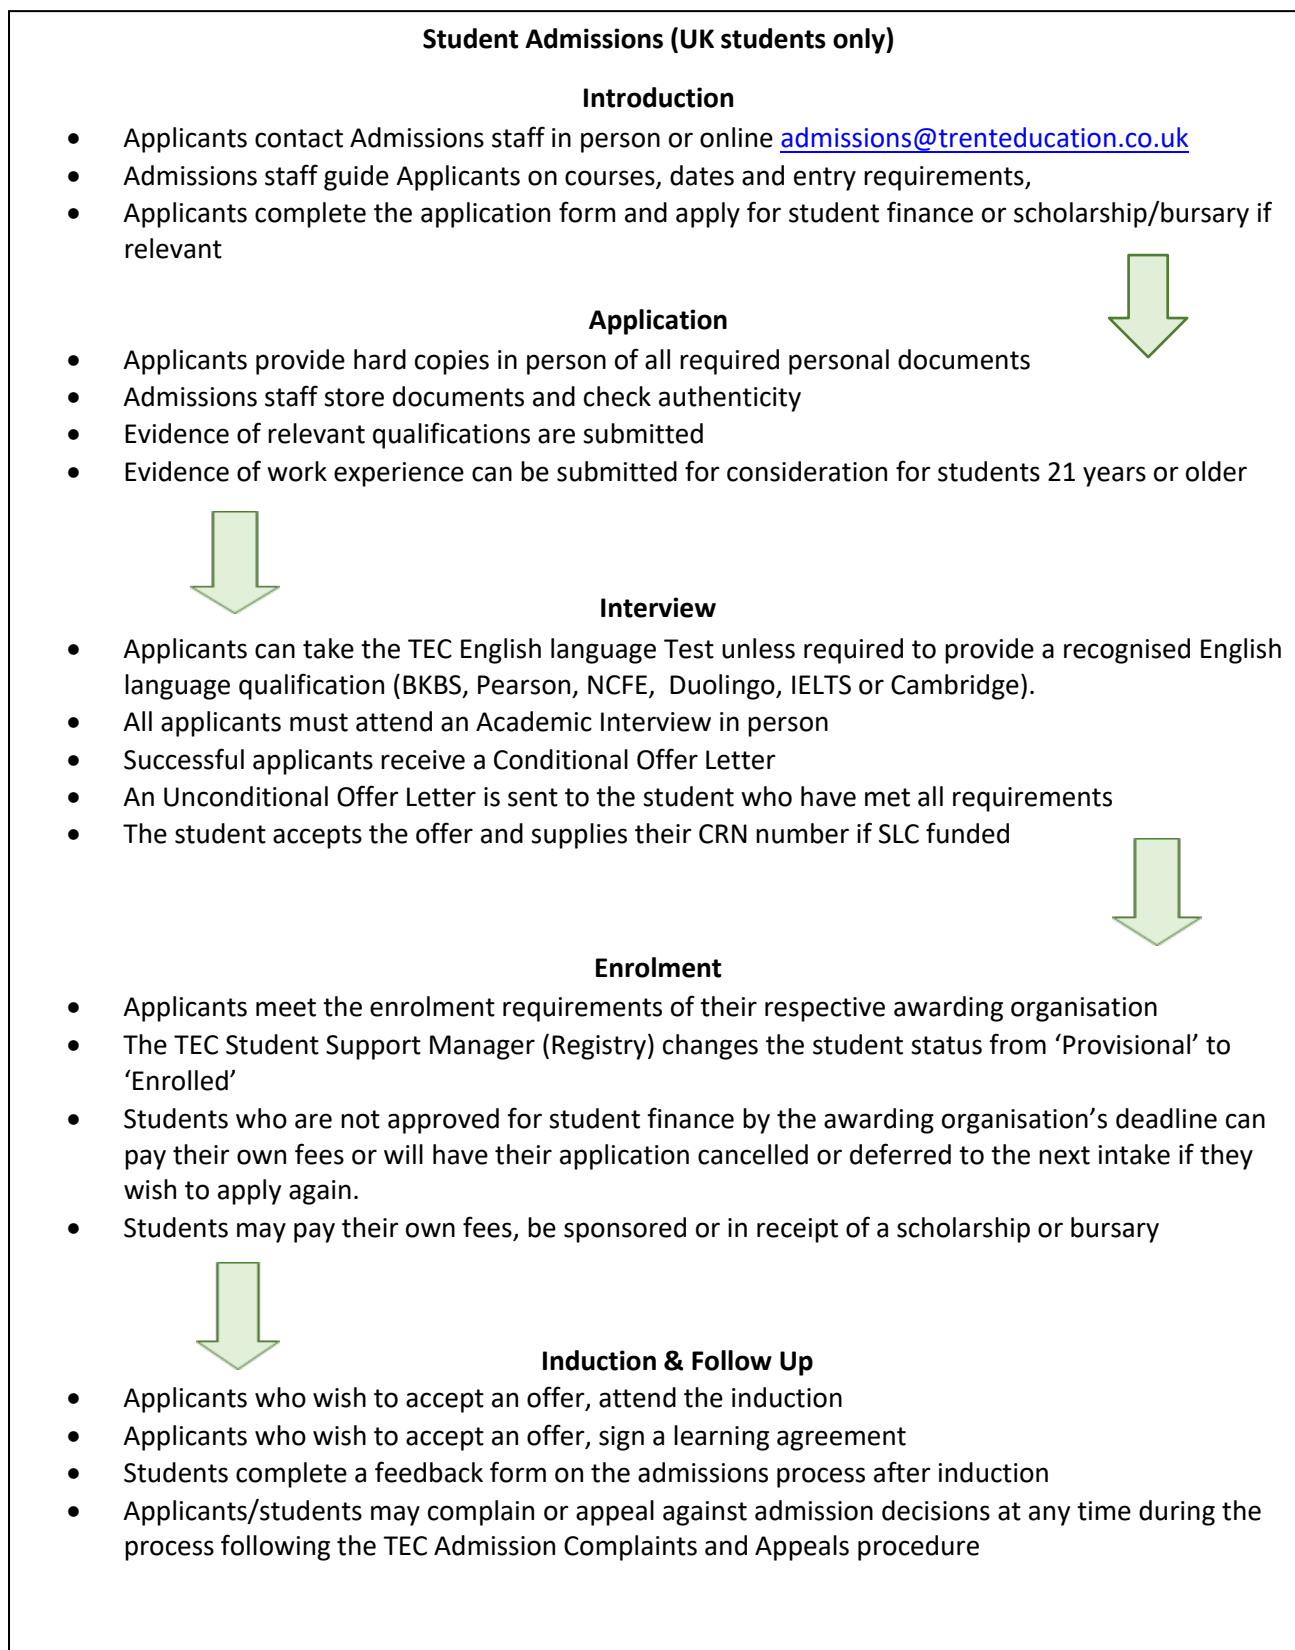 Student Admissions (UK students only)
Introduction
• Applicants contact Admissions staff in person or online admissions@trenteducation.co.uk
• Admissions staff guide Applicants on courses, dates and entry requirements,
• Applicants complete the application form and apply for student finance or scholarship/bursary if
relevant
Application
• Applicants provide hard copies in person of all required personal documents
• Admissions staff store documents and check authenticity
• Evidence of relevant qualifications are submitted
• Evidence of work experience can be submitted for consideration for students 21 years or older
Interview
• Applicants can take the TEC English language Test unless required to provide a recognised English
language qualification (BKBS, Pearson, NCFE, Duolingo, IELTS or Cambridge).
• All applicants must attend an Academic Interview in person
• Successful applicants receive a Conditional Offer Letter
• An Unconditional Offer Letter is sent to the student who have met all requirements
• The student accepts the offer and supplies their CRN number if SLC funded
Enrolment
• Applicants meet the enrolment requirements of their respective awarding organisation
• The TEC Student Support Manager (Registry) changes the student status from ‘Provisional’ to
‘Enrolled’
• Students who are not approved for student finance by the awarding organisation’s deadline can
pay their own fees or will have their application cancelled or deferred to the next intake if they
wish to apply again.
• Students may pay their own fees, be sponsored or in receipt of a scholarship or bursary
Induction & Follow Up
• Applicants who wish to accept an offer, attend the induction
• Applicants who wish to accept an offer, sign a learning agreement
• Students complete a feedback form on the admissions process after induction
• Applicants/students may complain or appeal against admission decisions at any time during the
process following the TEC Admission Complaints and Appeals procedure